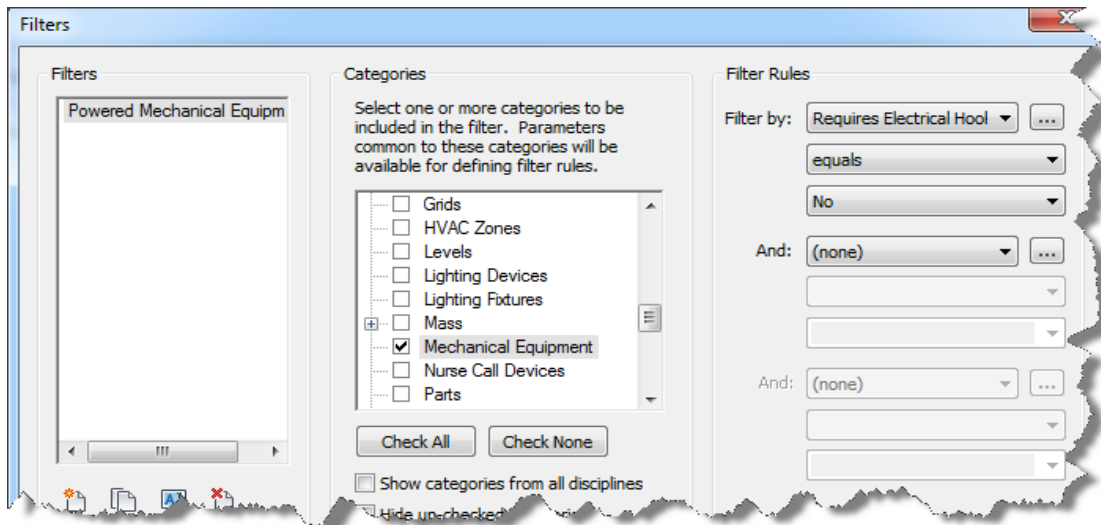 Filters
Filters
Powered Mechanical Equipm
Categories
Select one or more categories to be
included in the filter. Parameters
common to these categories will be
available for defining filter rules.
Grids
HVAC Zones
Levels
Lighting Devices
Lighting Fixtures
Mass
Mechanical Equipment
Nurse Call Devices
Parts
Check All
Check None
Show categories from all disciplines
Hide un-checked
Filter Rules
Filter by: Requires Electrical Hool ...
equals
No
And: (none) ...
And: (none) ...